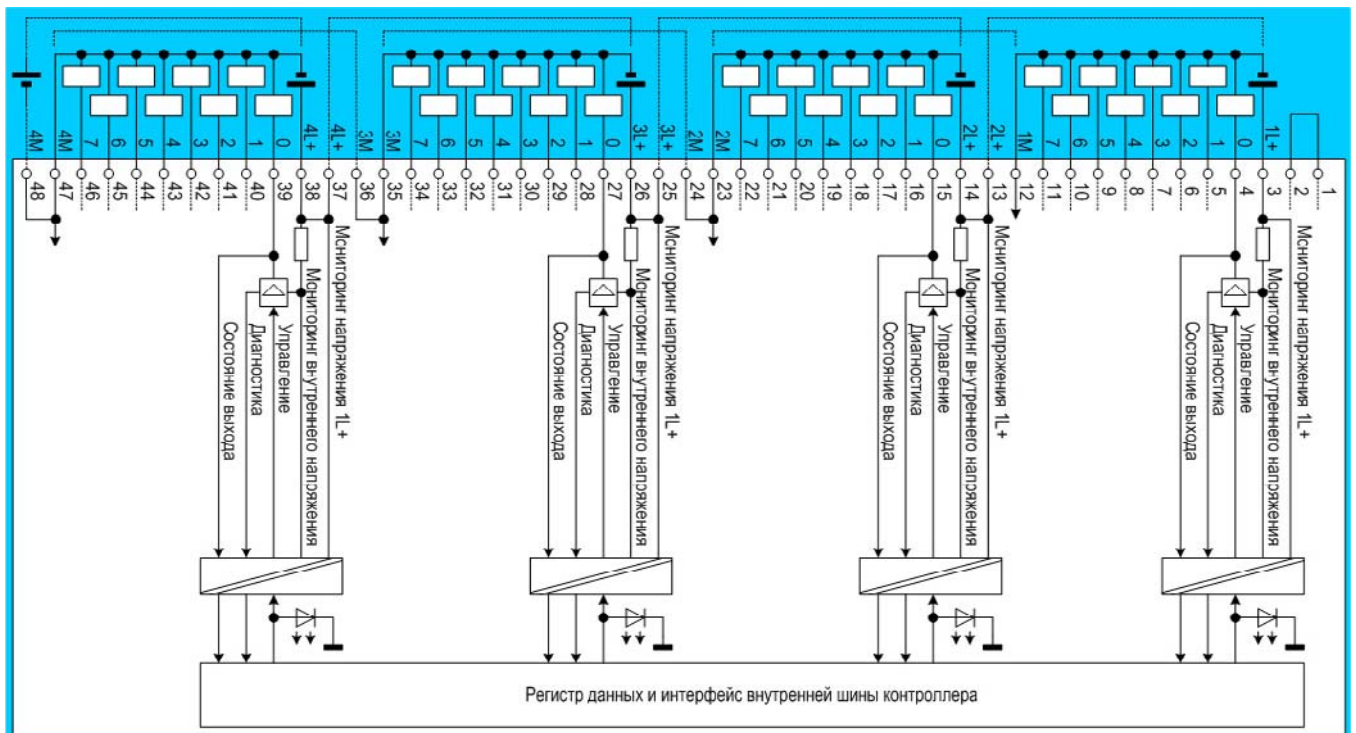 4M 4M 7 6 5 4 3 2 1 0 4L+ 4L+ 3M 3M 7 6 5 4 3 2 1 0 3L+ 3L+ 2M 2M 7 6 5 4 3 2 1 0 2L+ 2L+ 1M 7 6 5 4 3 2 1 0 1L+
48 47 46 45 44 43 42 41 40 39 38 37 36 35 34 33 32 31 30 29 28 27 26 25 24 23 22 21 20 19 18 17 16 15 14 13 12 11 10 9 8 7 6 5 4 3 2 1
Мониторинг напряжения 1L+
Мониторинг внутреннего напряжения
Управление
Диагностика
Состояние выхода
Мониторинг напряжения 1L+
Мониторинг внутреннего напряжения
Управление
Диагностика
Состояние выхода
Мониторинг напряжения 1L+
Мониторинг внутреннего напряжения
Управление
Диагностика
Состояние выхода
Мониторинг напряжения 1L+
Мониторинг внутреннего напряжения
Управление
Диагностика
Состояние выхода
Регистр данных и интерфейс внутренней шины контроллера